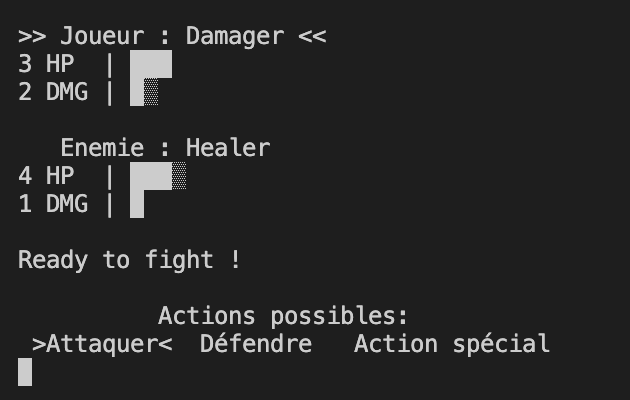 >> Joueur : Damager <<
3 HP  | ███
2 DMG | █▒
Enemie : Healer
4 HP  | ███▒
1 DMG | █
Ready to fight !
Actions possibles:
>Attaquer<  Défendre   Action spécial